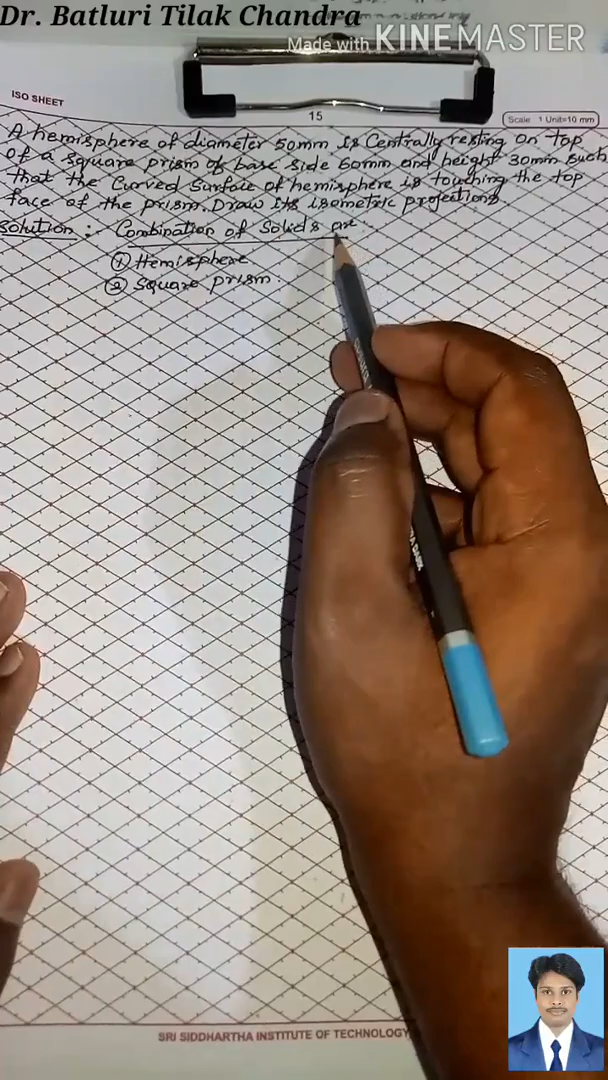 Dr. Batluri Tilak Chandra
Made with KINEMASTER
ISO SHEET
15
Scale 1 Unit=10 mm
A hemisphere of diameter 50mm is Centrally resting on top
of a square prism of base side 60mm and height 30mm such
that the Curved Surface of hemisphere is touching the top
face of the prism. Draw its isometric projections.
Solution :- Combination of Solids are
① Hemisphere
② Square prism.
SRI SIDDHARTHA INSTITUTE OF TECHNOLOGY